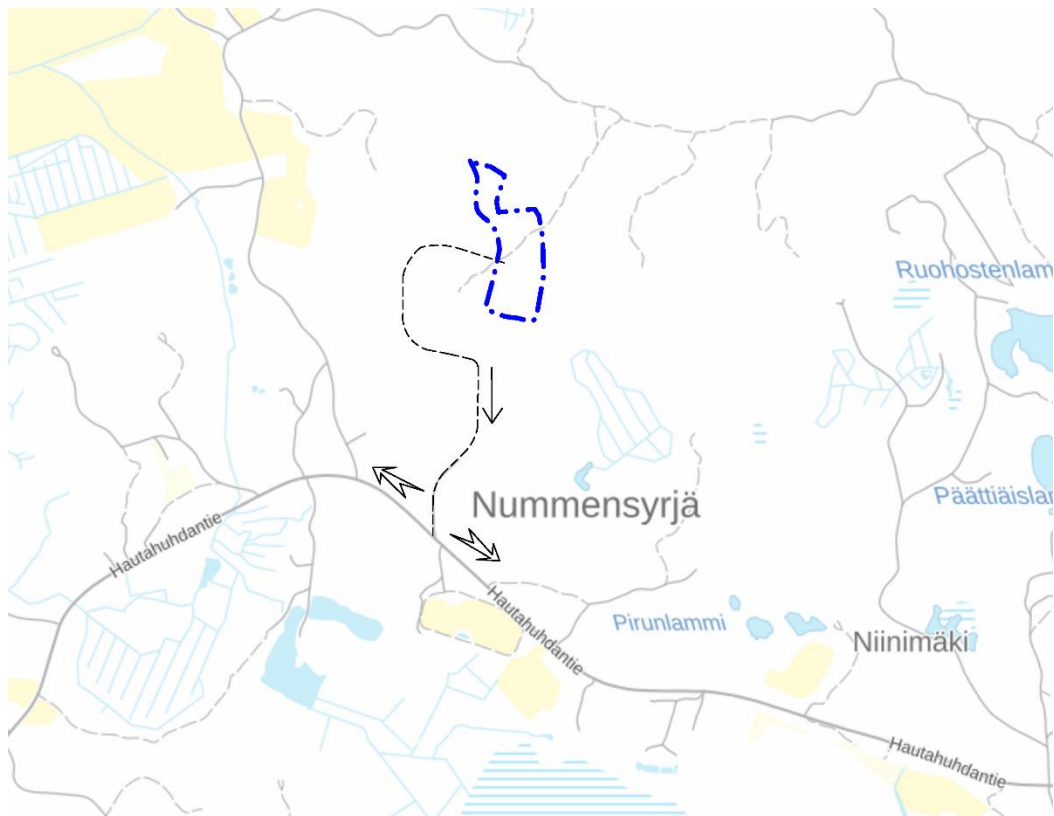 Ruohostenlam
Nummensyrjä
Päättiäislar
Hautahuhdantie
Hautahuhdantie
Pirunlammi
Niinimäki
Hautahuhdantie